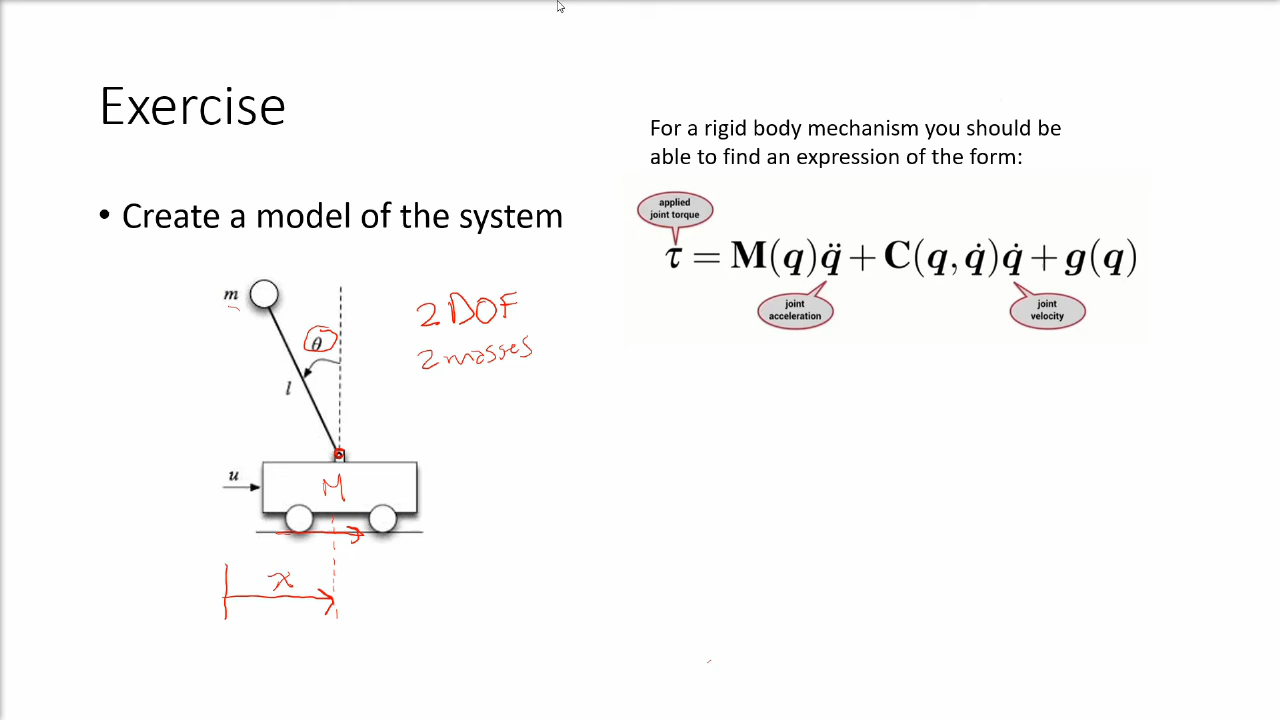 Exercise
For a rigid body mechanism you should be
able to find an expression of the form:
• Create a model of the system
applied
joint torque
τ = M(q)q̈ + C(q, q̇)q̇ + g(q)
joint
acceleration
joint
velocity
m
θ
l
u
M
x
2 DOF
2 masses